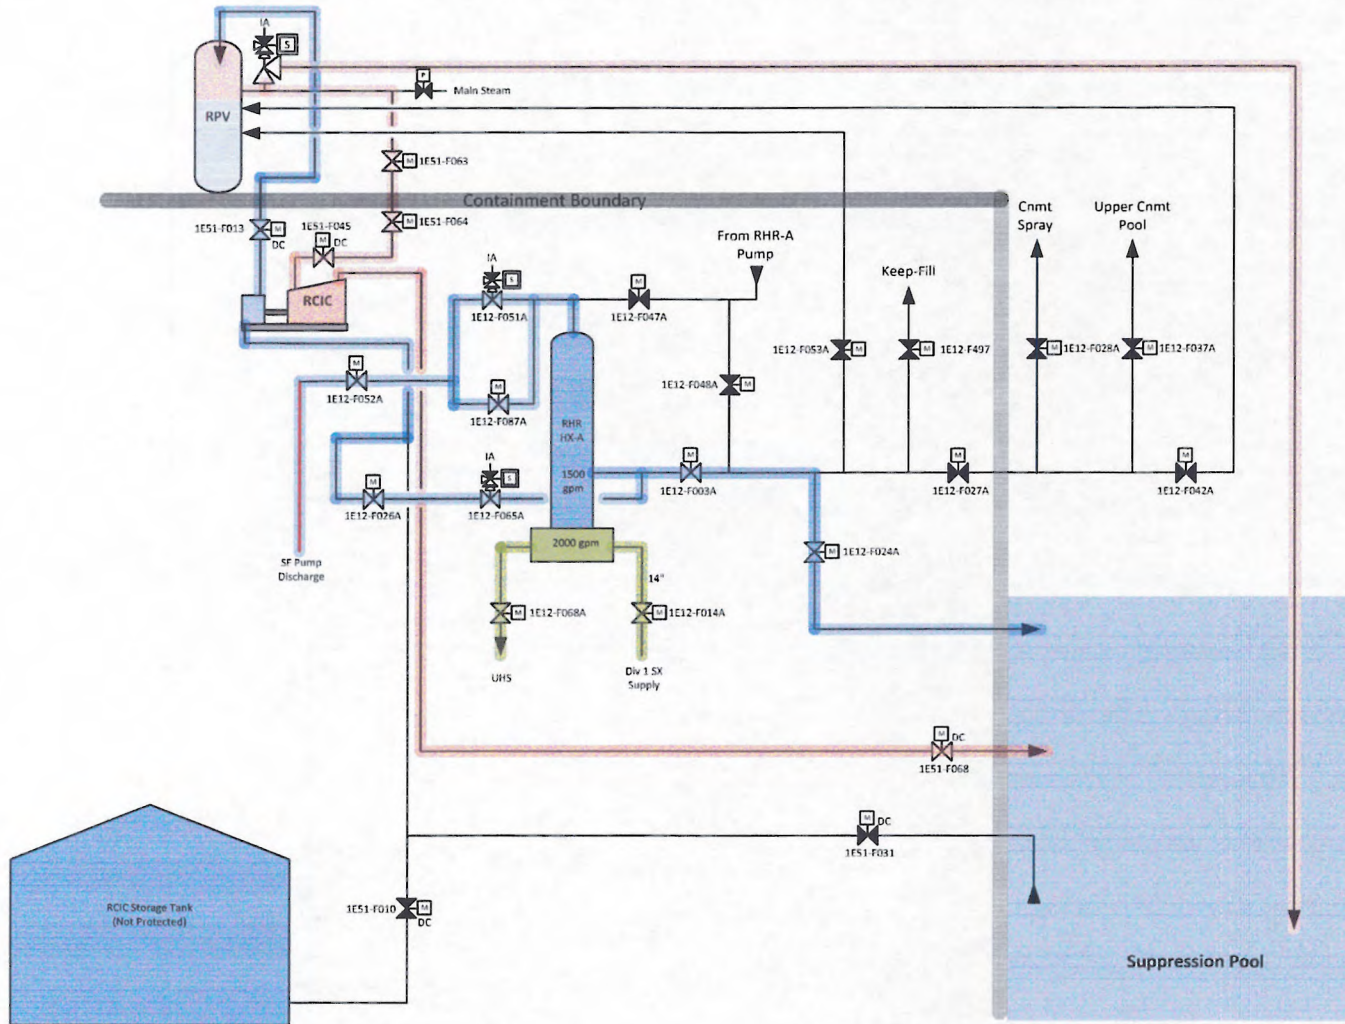 IA
S
P
Main Steam
RPV
M 1E51-F063
Containment Boundary
M 1E51-F064
1E51-F013
M
DC
1E51-F045
M
DC
RCIC
Cnmt
Spray
Upper Cnmt
Pool
From RHR-A
Pump
Keep-Fill
IA
S
1E12-F051A
M
1E12-F047A
1E12-F053A
M
M 1E12-F497
M 1E12-F028A
M 1E12-F037A
M
1E12-F052A
M
1E12-F087A
1E12-F048A
M
RHR
HX-A
1500
gpm
IA
S
1E12-F065A
M
1E12-F026A
M
1E12-F003A
M
1E12-F027A
M
1E12-F042A
2000 gpm
M 1E12-F024A
SF Pump
Discharge
14"
M 1E12-F068A
M 1E12-F014A
UHS
Div 1 SX
Supply
M DC
1E51-F068
M DC
1E51-F031
RCIC Storage Tank
(Not Protected)
1E51-F010
M
DC
Suppression Pool